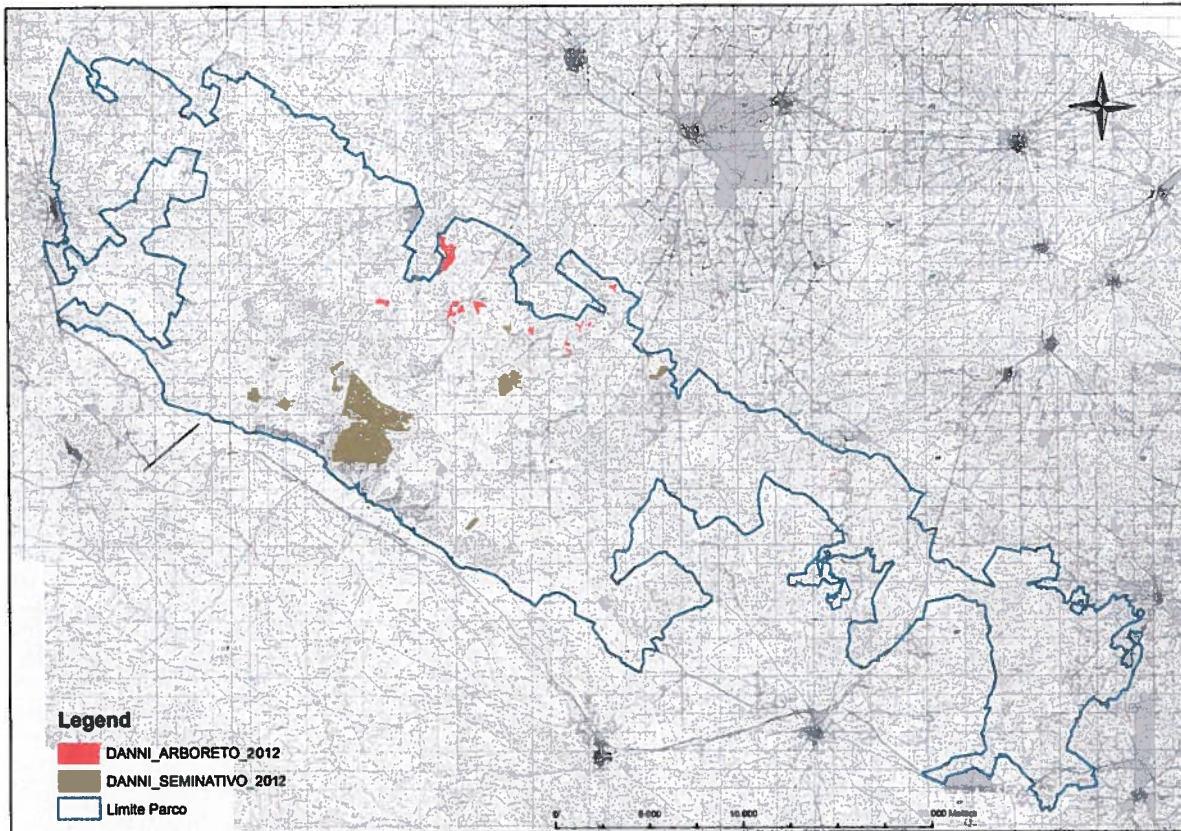 Legend
DANNI_ARBORETO_2012
DANNI_SEMINATIVO_2012
Limite Parco
0 5.000 10.000